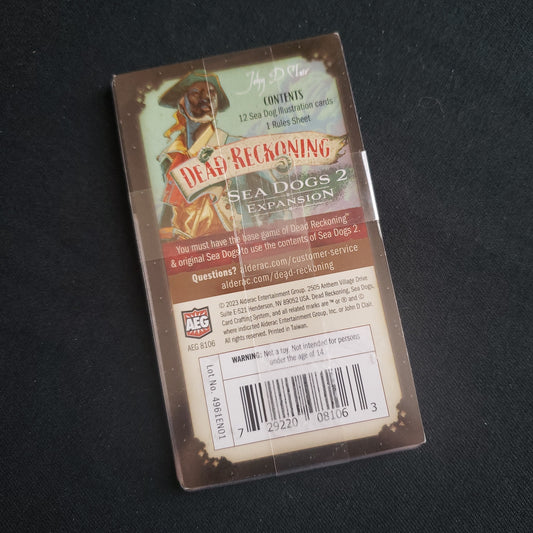 John D Clair
CONTENTS
12 Sea Dog Illustration cards
1 Rules Sheet
DEAD RECKONING
SEA DOGS 2
EXPANSION
You must have the base game of Dead Reckoning™
& original Sea Dogs to use the contents of Sea Dogs 2.
Questions? alderac.com/customer-service
alderac.com/dead-reckoning
© 2023 Alderac Entertainment Group. 2505 Anthem Village Drive
Suite E-521 Henderson, NV 89052 USA. Dead Reckoning, Sea Dogs,
Card Crafting System, and all related marks are ™ or ® and ©
where indicated Alderac Entertainment Group, Inc. or John D Clair.
All rights reserved. Printed in Taiwan.
AEG
AEG 8106
WARNING: Not a toy. Not intended for persons
under the age of 14.
Lot No. 4961EN01
7 29220 08106 3